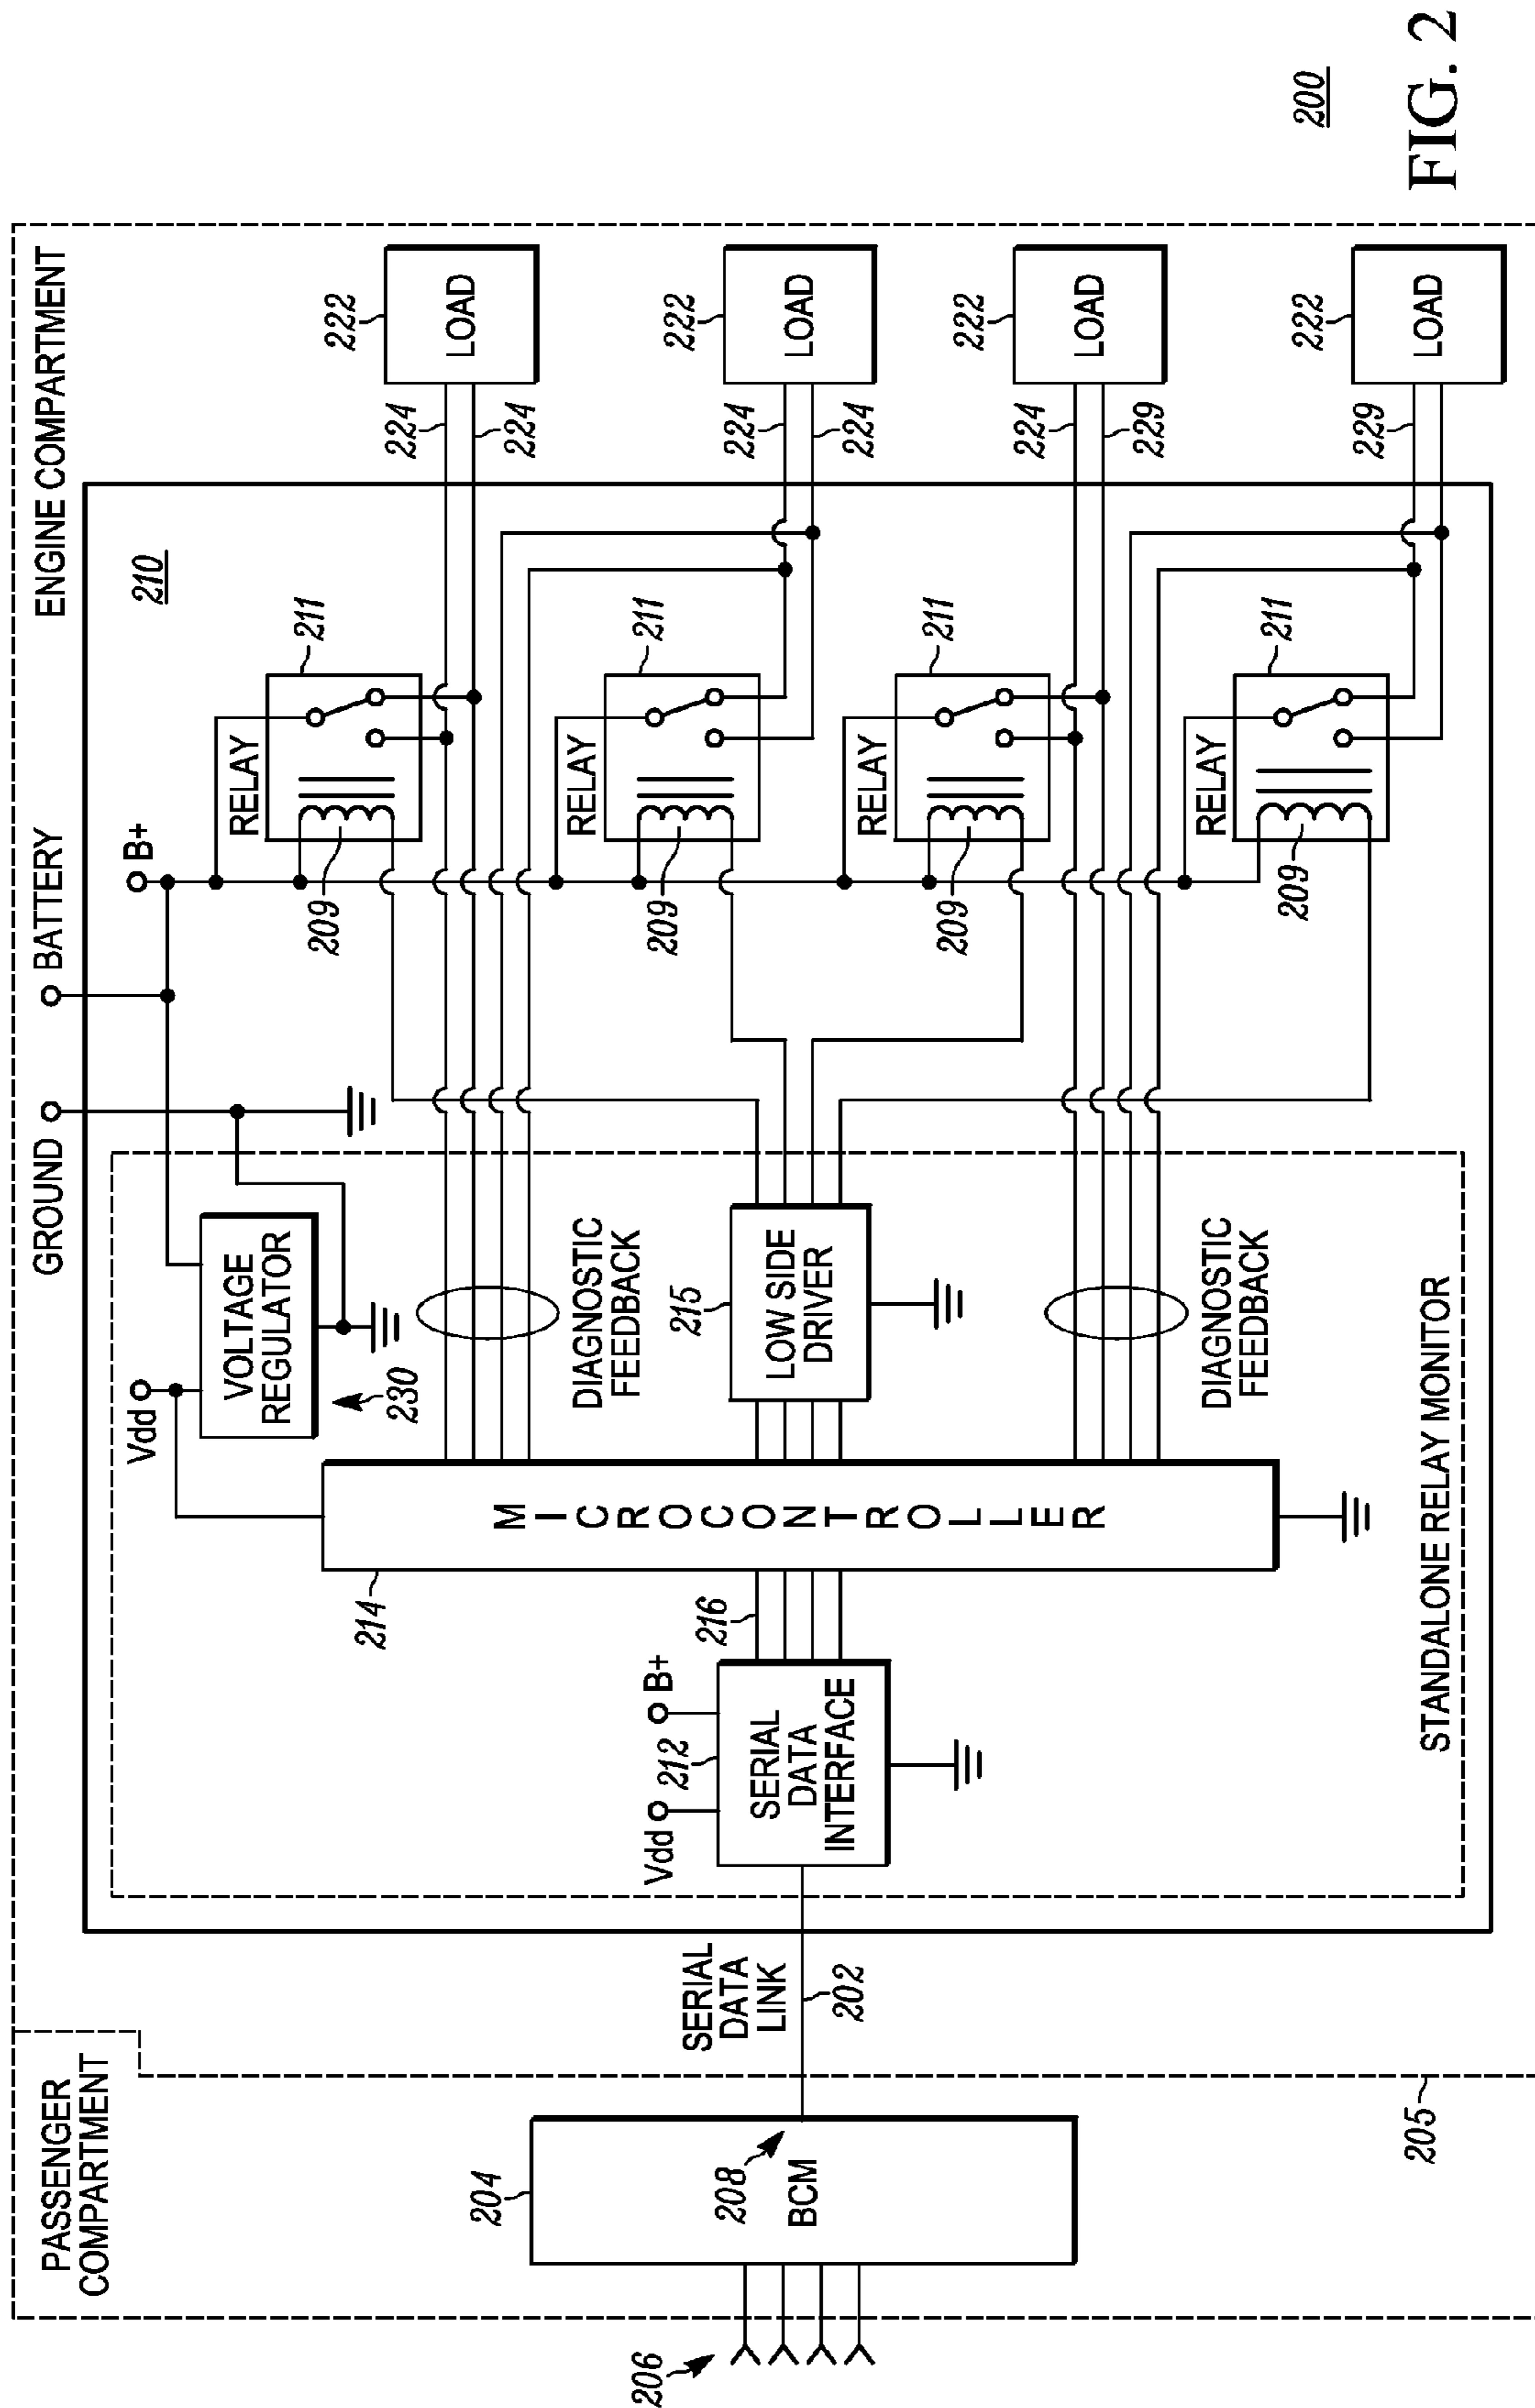 PASSENGER
COMPARTMENT
ENGINE COMPARTMENT
GROUND
BATTERY
B+
210
Vdd
VOLTAGE
REGULATOR
230
RELAY
211
209
222
LOAD
224
224
DIAGNOSTIC
FEEDBACK
RELAY
211
209
222
LOAD
224
224
204
208
BCM
206
SERIAL
DATA
LINK
202
Vdd
B+
212
SERIAL
DATA
INTERFACE
216
214
MICROCONTROLLER
215
LOW SIDE
DRIVER
RELAY
211
209
222
LOAD
224
229
DIAGNOSTIC
FEEDBACK
RELAY
211
209
222
LOAD
229
STANDALONE RELAY MONITOR
205
200
FIG. 2